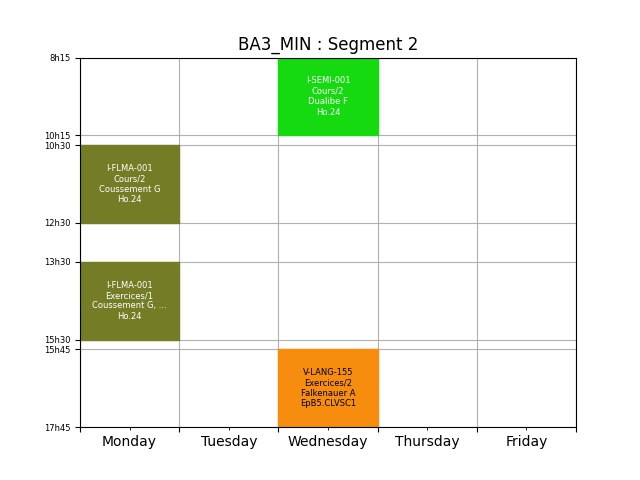 BA3_MIN : Segment 2
8h15
I-SEMI-001
Cours/2
Dualibe F
Ho.24
10h15
10h30
I-FLMA-001
Cours/2
Coussement G
Ho.24
12h30
13h30
I-FLMA-001
Exercices/1
Coussement G, ...
Ho.24
15h30
15h45
V-LANG-155
Exercices/2
Falkenauer A
EpB5.CLVSC1
17h45
Monday Tuesday Wednesday Thursday Friday